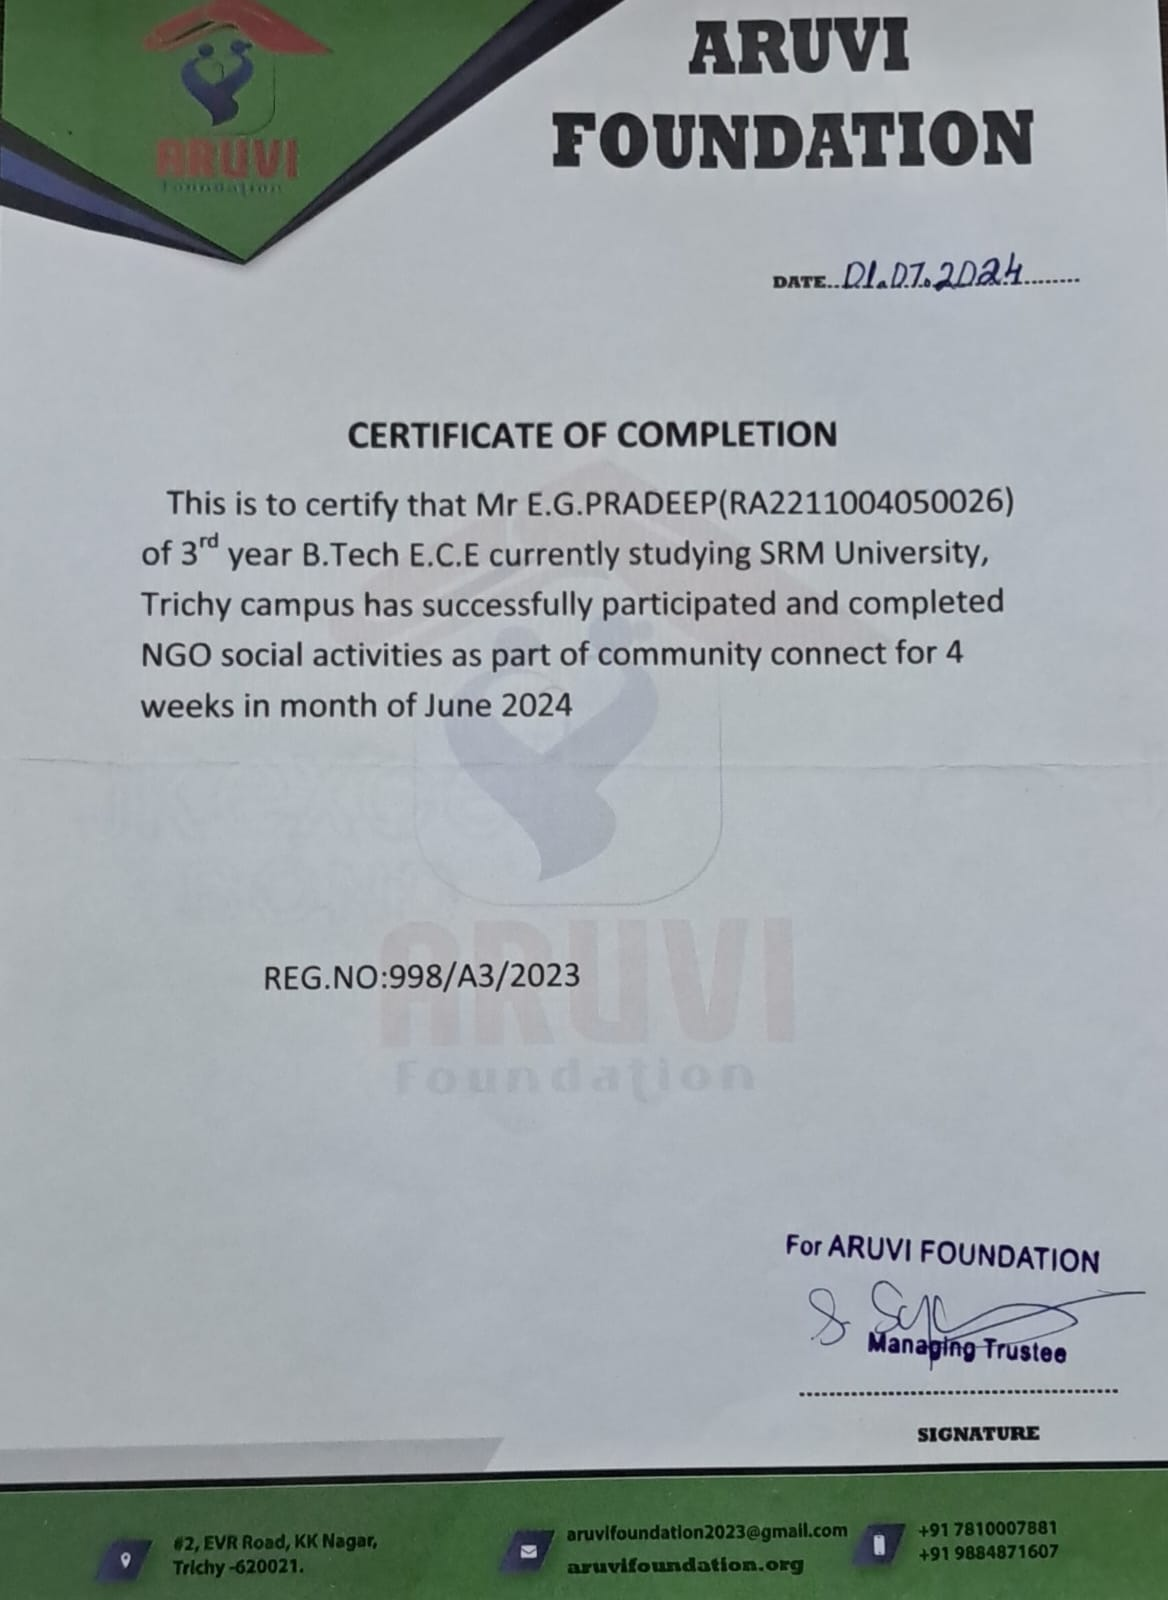 ARUVI
Foundation
ARUVI
FOUNDATION
DATE..01.07.2024........
CERTIFICATE OF COMPLETION
This is to certify that Mr E.G.PRADEEP(RA2211004050026)
of 3rd year B.Tech E.C.E currently studying SRM University,
Trichy campus has successfully participated and completed
NGO social activities as part of community connect for 4
weeks in month of June 2024
REG.NO:998/A3/2023
ARUVI
Foundation
For ARUVI FOUNDATION
Managing Trustee
SIGNATURE
#2, EVR Road, KK Nagar,
Trichy -620021.
aruvifoundation2023@gmail.com
aruvifoundation.org
+91 7810007881
+91 9884871607